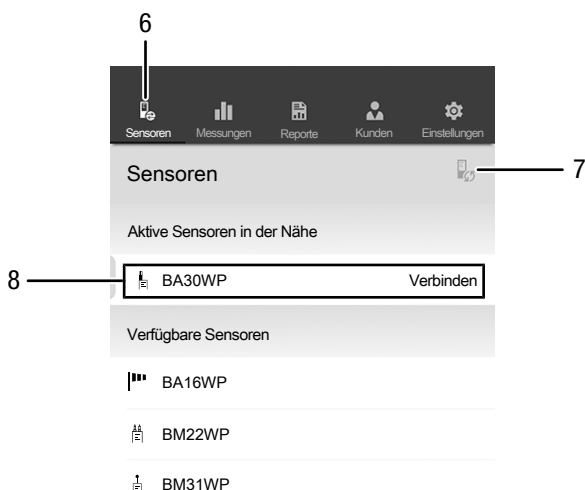 6
Sensoren Messungen Reporte Kunden Einstellungen
Sensoren
7
Aktive Sensoren in der Nähe
8
BA30WP Verbinden
Verfügbare Sensoren
BA16WP
BM22WP
BM31WP